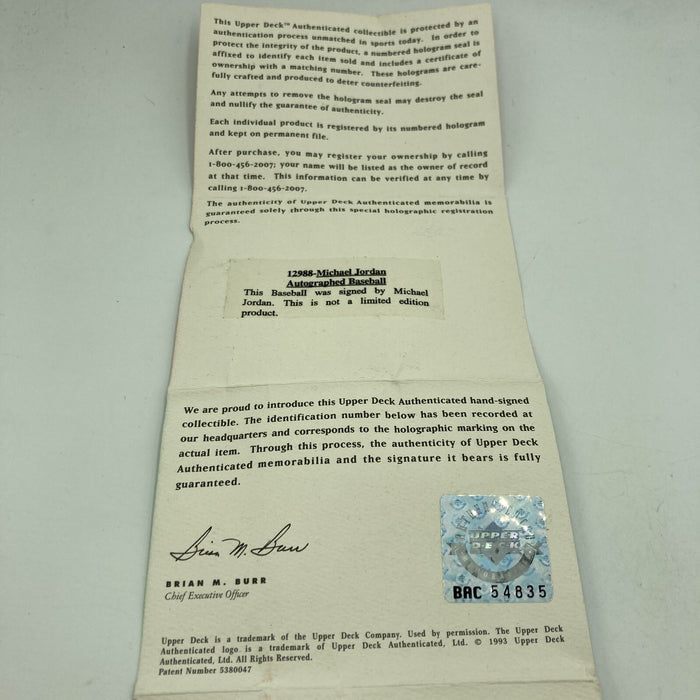 This Upper Deck™ Authenticated collectible is protected by an
authentication process unmatched in sports today. In order to
protect the integrity of the product, a numbered hologram seal is
affixed to identify each item sold and includes a certificate of
ownership with a matching number. These holograms are care-
fully crafted and produced to deter counterfeiting.
Any attempts to remove the hologram seal may destroy the seal
and nullify the guarantee of authenticity.
Each individual product is registered by its numbered hologram
and kept on permanent file.
After purchase, you may register your ownership by calling
1-800-456-2007; your name will be listed as the owner of record
at that time. This information can be verified at any time by
calling 1-800-456-2007.
The authenticity of Upper Deck Authenticated memorabilia is
guaranteed solely through this special holographic registration
process.
12988-Michael Jordan
Autographed Baseball
This Baseball was signed by Michael
Jordan. This is not a limited edition
product.
We are proud to introduce this Upper Deck Authenticated hand-signed
collectible. The identification number below has been recorded at
our headquarters and corresponds to the holographic marking on the
actual item. Through this process, the authenticity of Upper Deck
Authenticated memorabilia and the signature it bears is fully
guaranteed.
Brian M. Burr
BRIAN M. BURR
Chief Executive Officer
UPPER
DECK
BAC 54835
Upper Deck is a trademark of the Upper Deck Company. Used by permission. The Upper Deck
Authenticated logo is a trademark of Upper Deck Authenticated, Ltd. © 1993 Upper Deck
Authenticated, Ltd. All Rights Reserved.
Patent Number 5380047